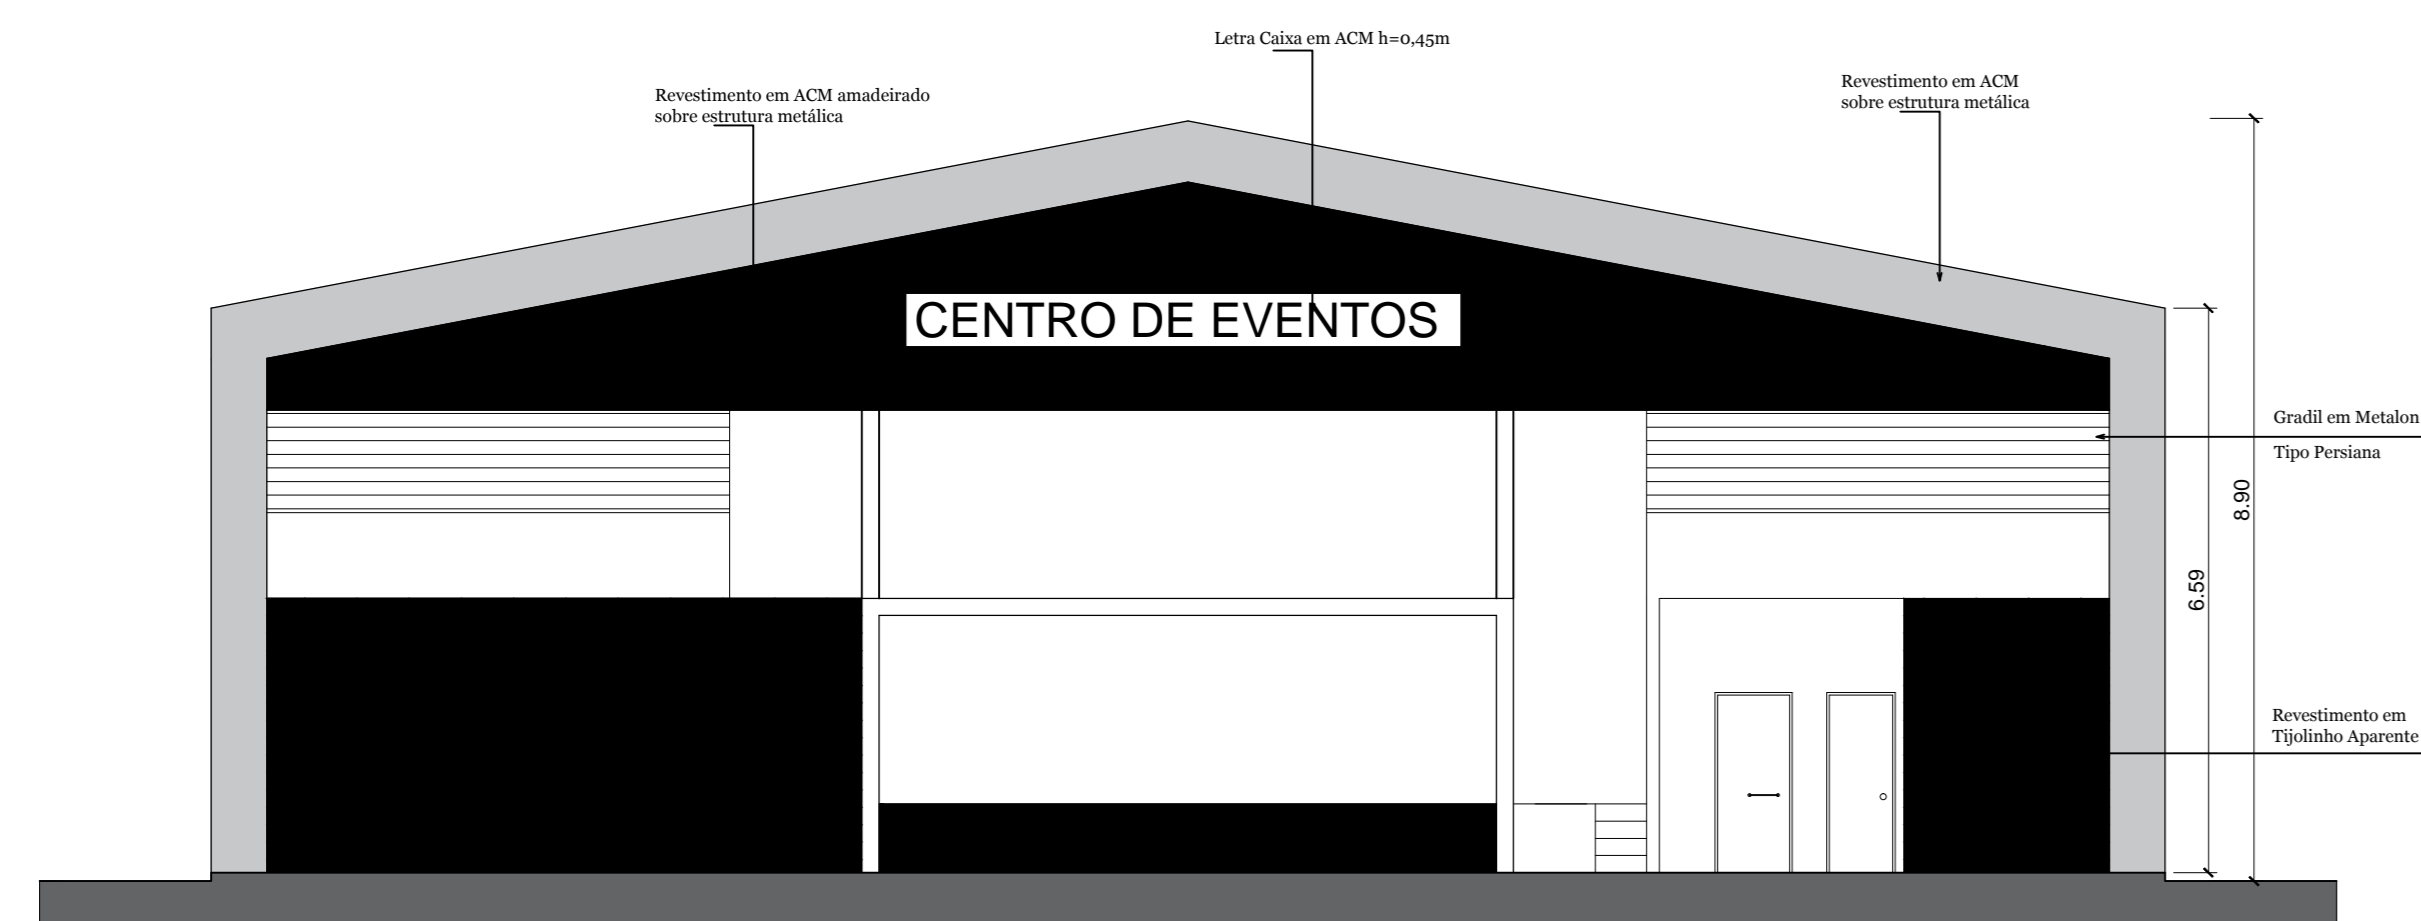 Letra Caixa em ACM h=0,45m
Revestimento em ACM
sobre estrutura metálica
Revestimento em ACM amadeirado
sobre estrutura metálica
CENTRO DE EVENTOS
Gradil em Metalon
Tipo Persiana
8.90
6.59
Revestimento em
Tijolinho Aparente